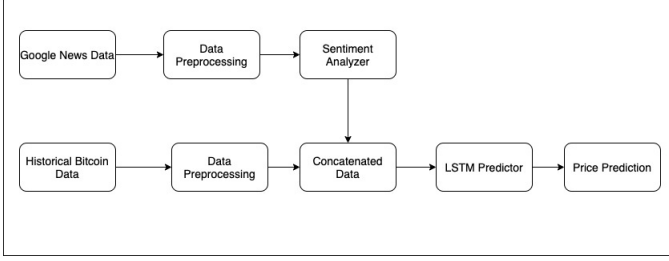 Google News Data
Data
Preprocessing
Sentiment
Analyzer
Historical Bitcoin
Data
Data
Preprocessing
Concatenated
Data
LSTM Predictor
Price Prediction